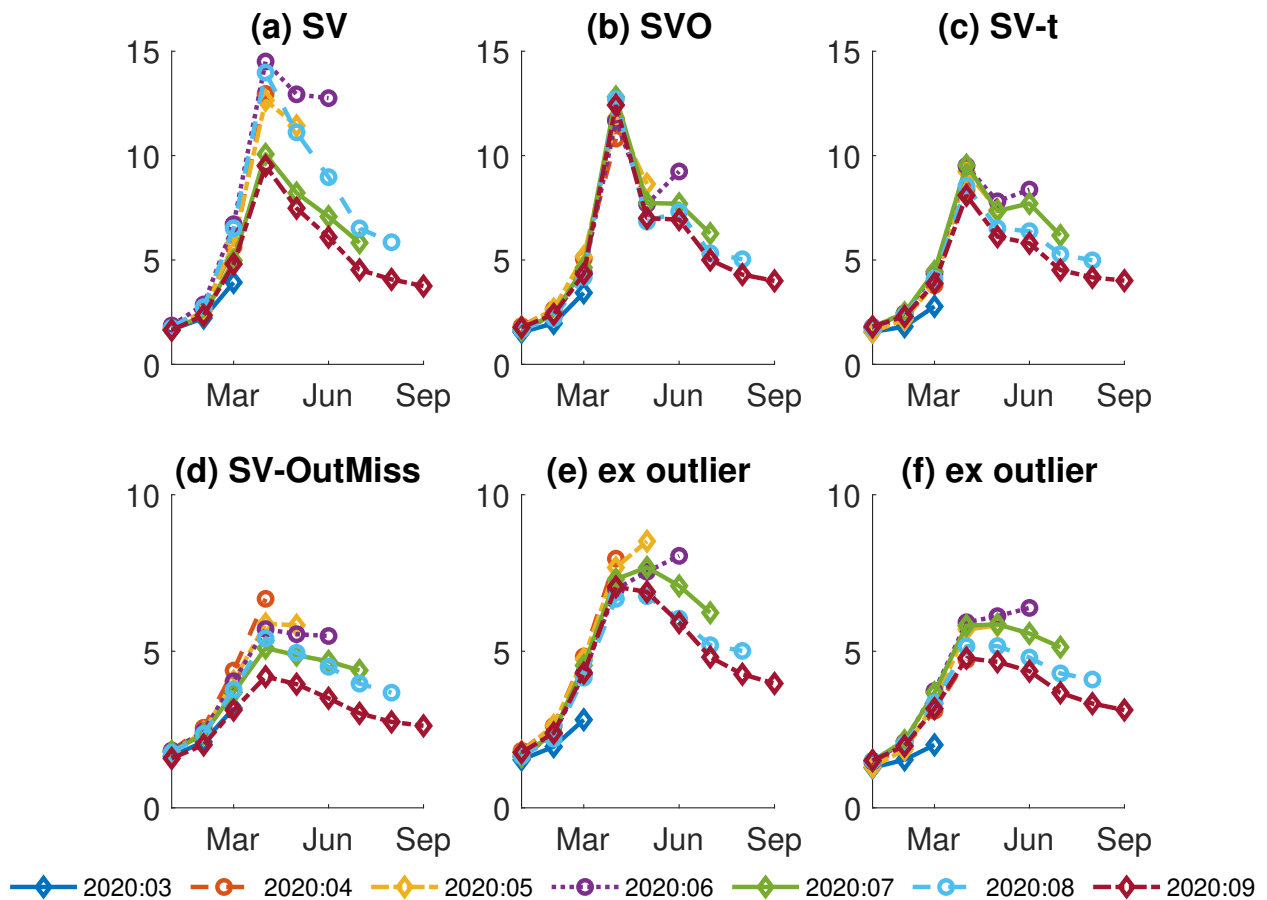 (a) SV (b) SVO (c) SV-t
15 15 15
10 10 10
5 5 5
0 0 0
Mar Jun Sep Mar Jun Sep Mar Jun Sep
(d) SV-OutMiss (e) ex outlier (f) ex outlier
10 10 10
5 5 5
0 0 0
Mar Jun Sep Mar Jun Sep Mar Jun Sep
2020:03 2020:04 2020:05 2020:06 2020:07 2020:08 2020:09